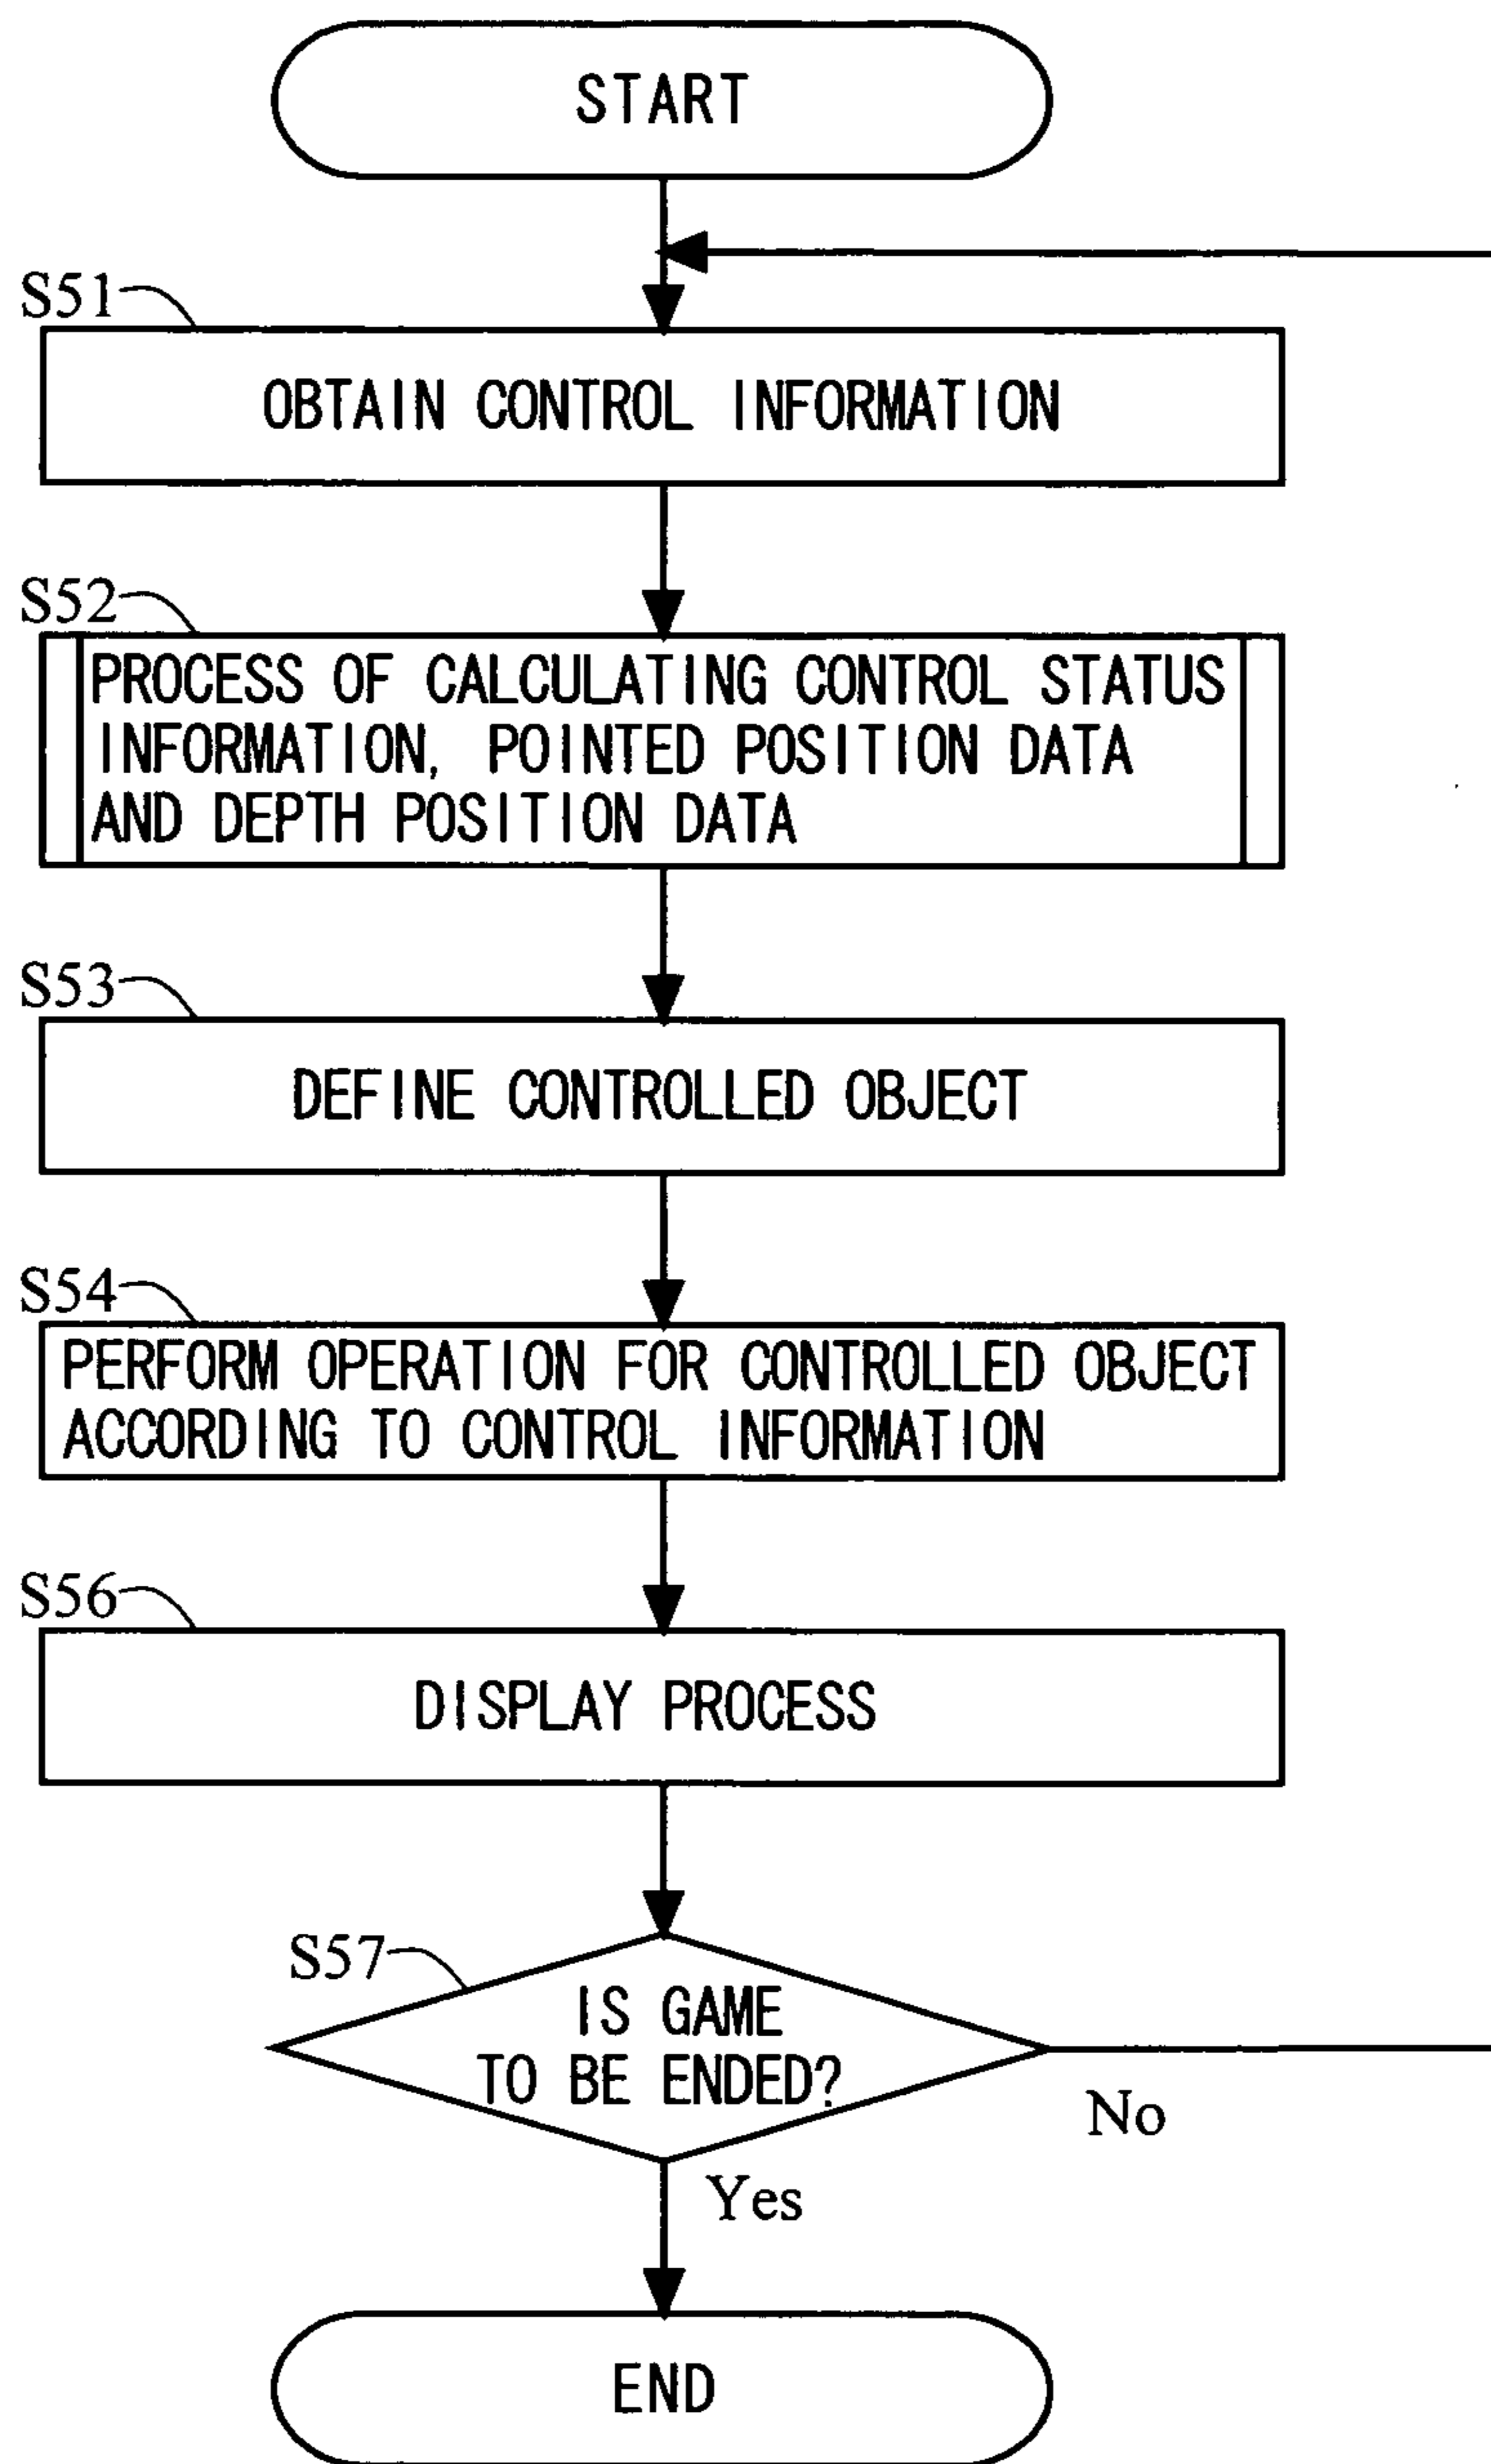 START
S51
OBTAIN CONTROL INFORMATION
S52
PROCESS OF CALCULATING CONTROL STATUS
INFORMATION, POINTED POSITION DATA
AND DEPTH POSITION DATA
S53
DEFINE CONTROLLED OBJECT
S54
PERFORM OPERATION FOR CONTROLLED OBJECT
ACCORDING TO CONTROL INFORMATION
S56
DISPLAY PROCESS
S57
IS GAME
TO BE ENDED?
No
Yes
END